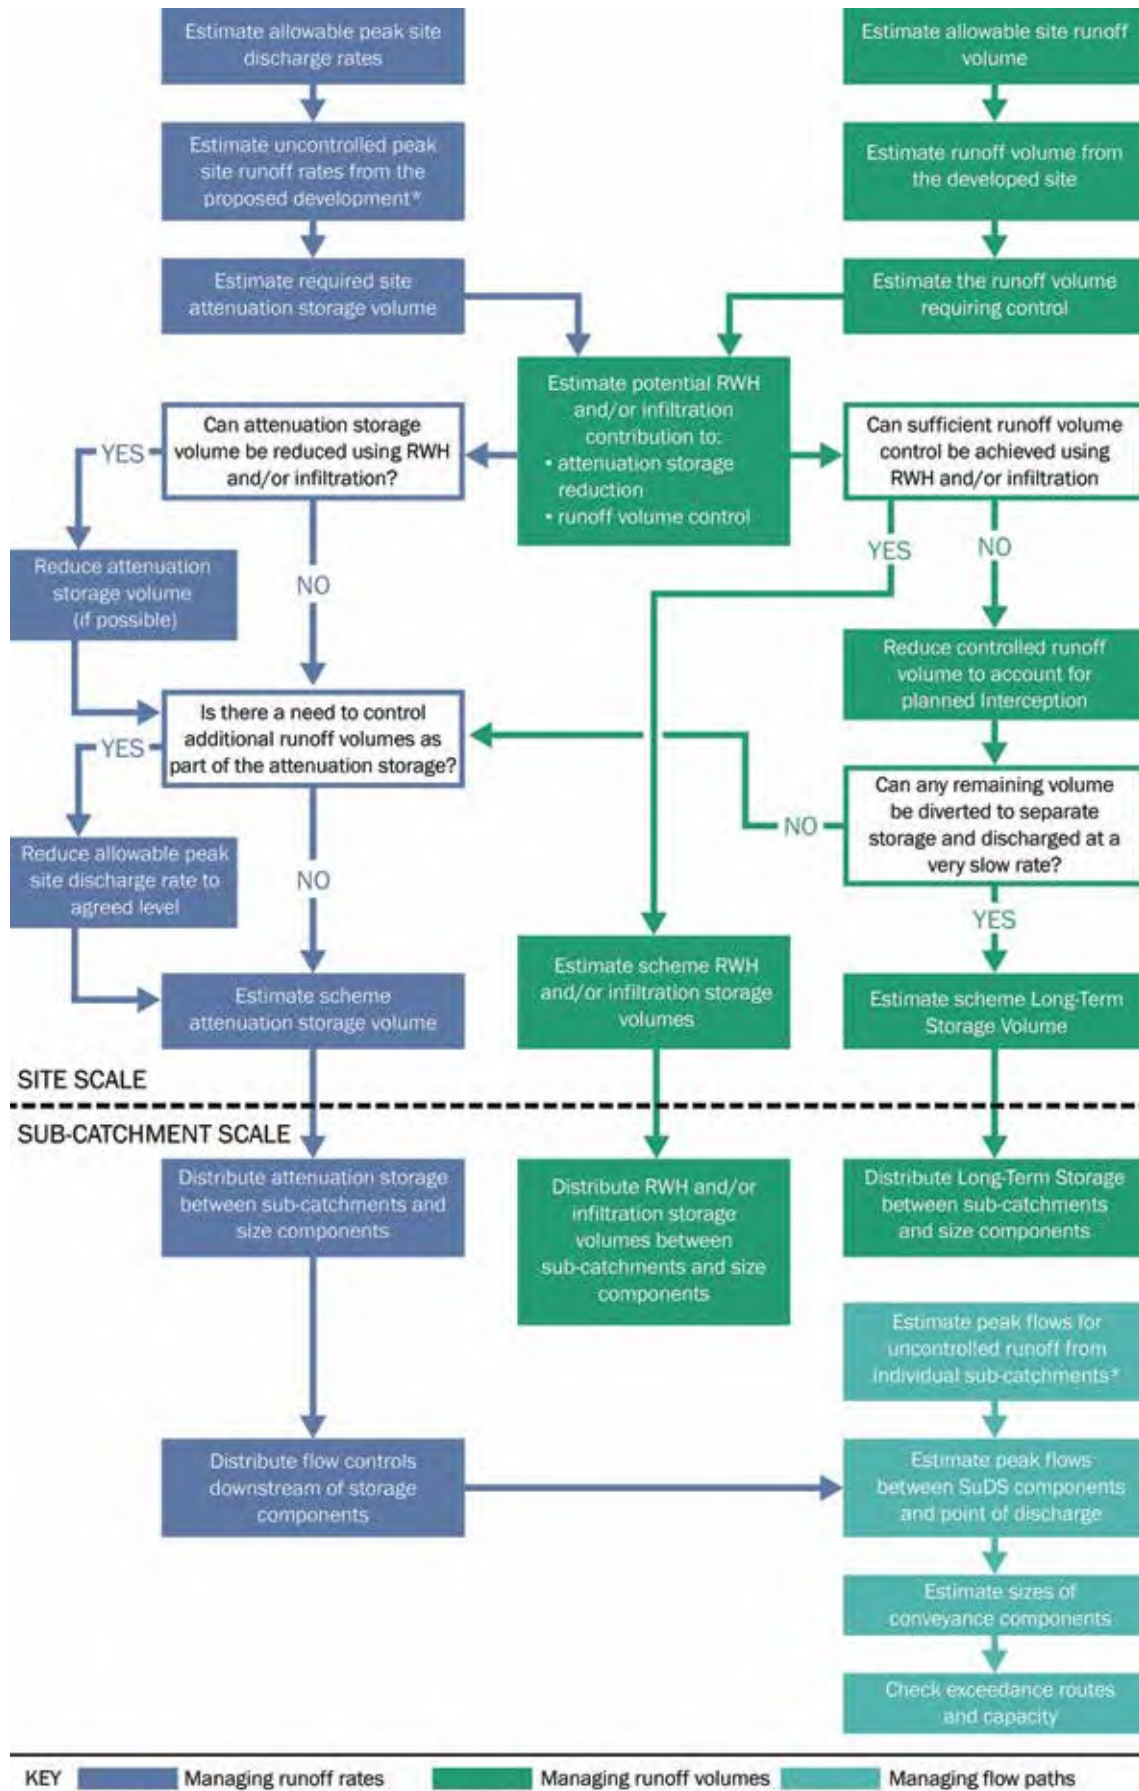 Estimate allowable peak site
discharge rates
Estimate allowable site runoff
volume
Estimate uncontrolled peak
site runoff rates from the
proposed development*
Estimate runoff volume from
the developed site
Estimate required site
attenuation storage volume
Estimate the runoff volume
requiring control
Estimate potential RWH
and/or infiltration
contribution to:
• attenuation storage
reduction
• runoff volume control
Can attenuation storage
volume be reduced using RWH
and/or infiltration?
Can sufficient runoff volume
control be achieved using
RWH and/or infiltration
YES
NO
YES
NO
Reduce attenuation
storage volume
(if possible)
Reduce controlled runoff
volume to account for
planned Interception
Is there a need to control
additional runoff volumes as
part of the attenuation storage?
YES
NO
Can any remaining volume
be diverted to separate
storage and discharged at a
very slow rate?
NO
YES
Reduce allowable peak
site discharge rate to
agreed level
Estimate scheme
attenuation storage volume
Estimate scheme RWH
and/or infiltration storage
volumes
Estimate scheme Long-Term
Storage Volume
SITE SCALE
SUB-CATCHMENT SCALE
Distribute attenuation storage
between sub-catchments and
size components
Distribute RWH and/or
infiltration storage
volumes between
sub-catchments and size
components
Distribute Long-Term Storage
between sub-catchments
and size components
Estimate peak flows for
uncontrolled runoff from
individual sub-catchments*
Distribute flow controls
downstream of storage
components
Estimate peak flows
between SuDS components
and point of discharge
Estimate sizes of
conveyance components
Check exceedance routes
and capacity
KEY Managing runoff rates Managing runoff volumes Managing flow paths